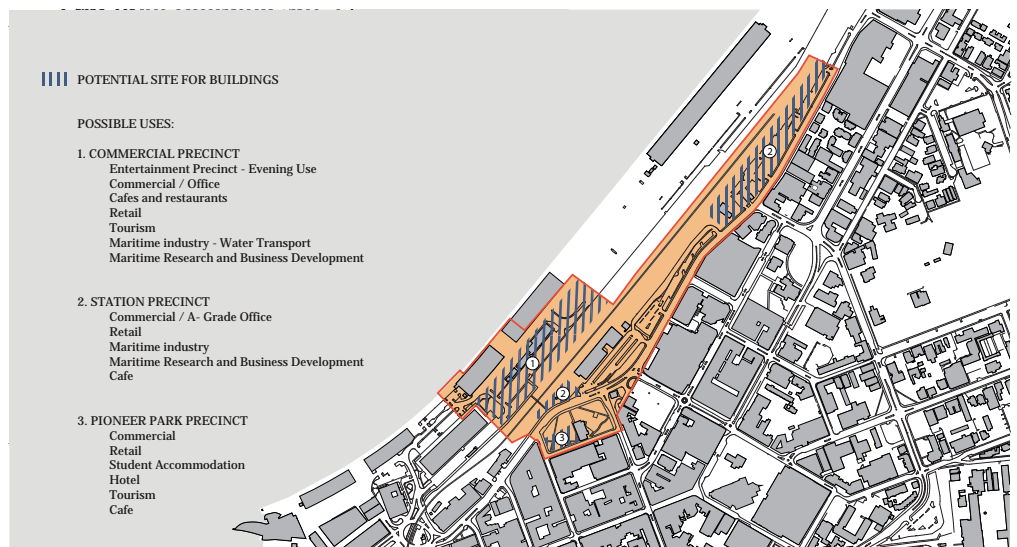 POTENTIAL SITE FOR BUILDINGS
POSSIBLE USES:
1. COMMERCIAL PRECINCT
Entertainment Precinct - Evening Use
Commercial / Office
Cafes and restaurants
Retail
Tourism
Maritime industry - Water Transport
Maritime Research and Business Development
2. STATION PRECINCT
Commercial / A- Grade Office
Retail
Maritime industry
Maritime Research and Business Development
Cafe
3. PIONEER PARK PRECINCT
Commercial
Retail
Student Accommodation
Hotel
Tourism
Cafe
2
1
2
3